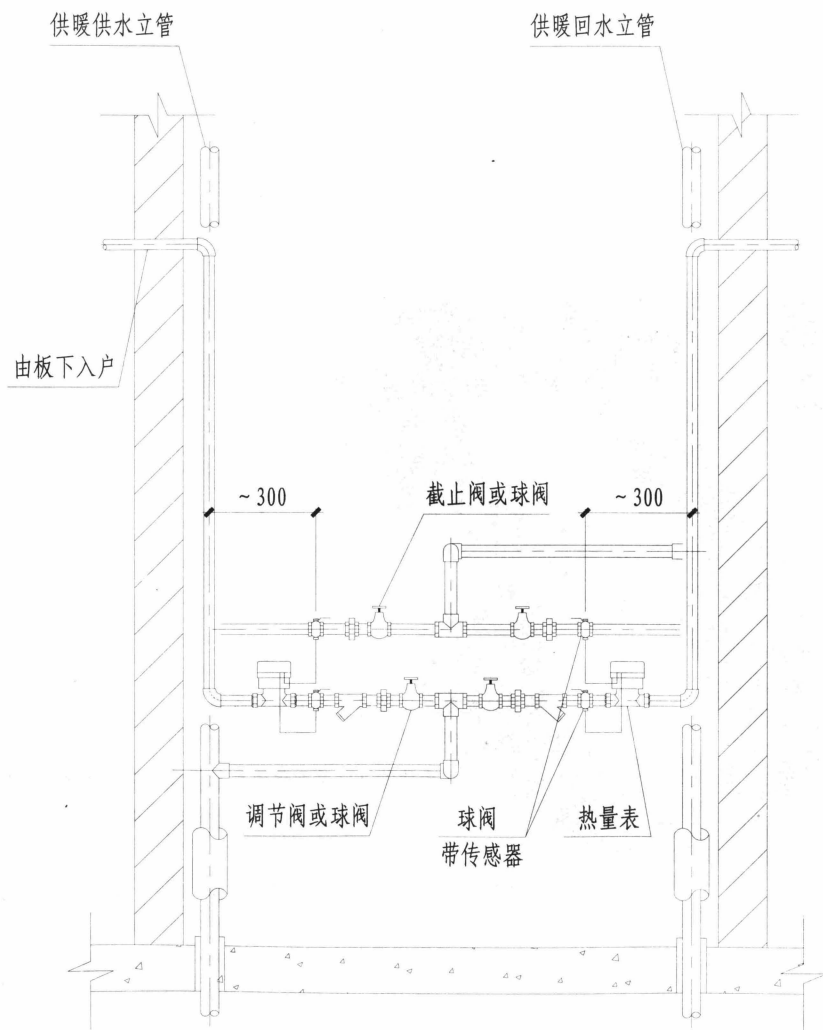 供暖供水立管
供暖回水立管
由板下入户
~300
截止阀或球阀
~300
调节阀或球阀
球阀
带传感器
热量表